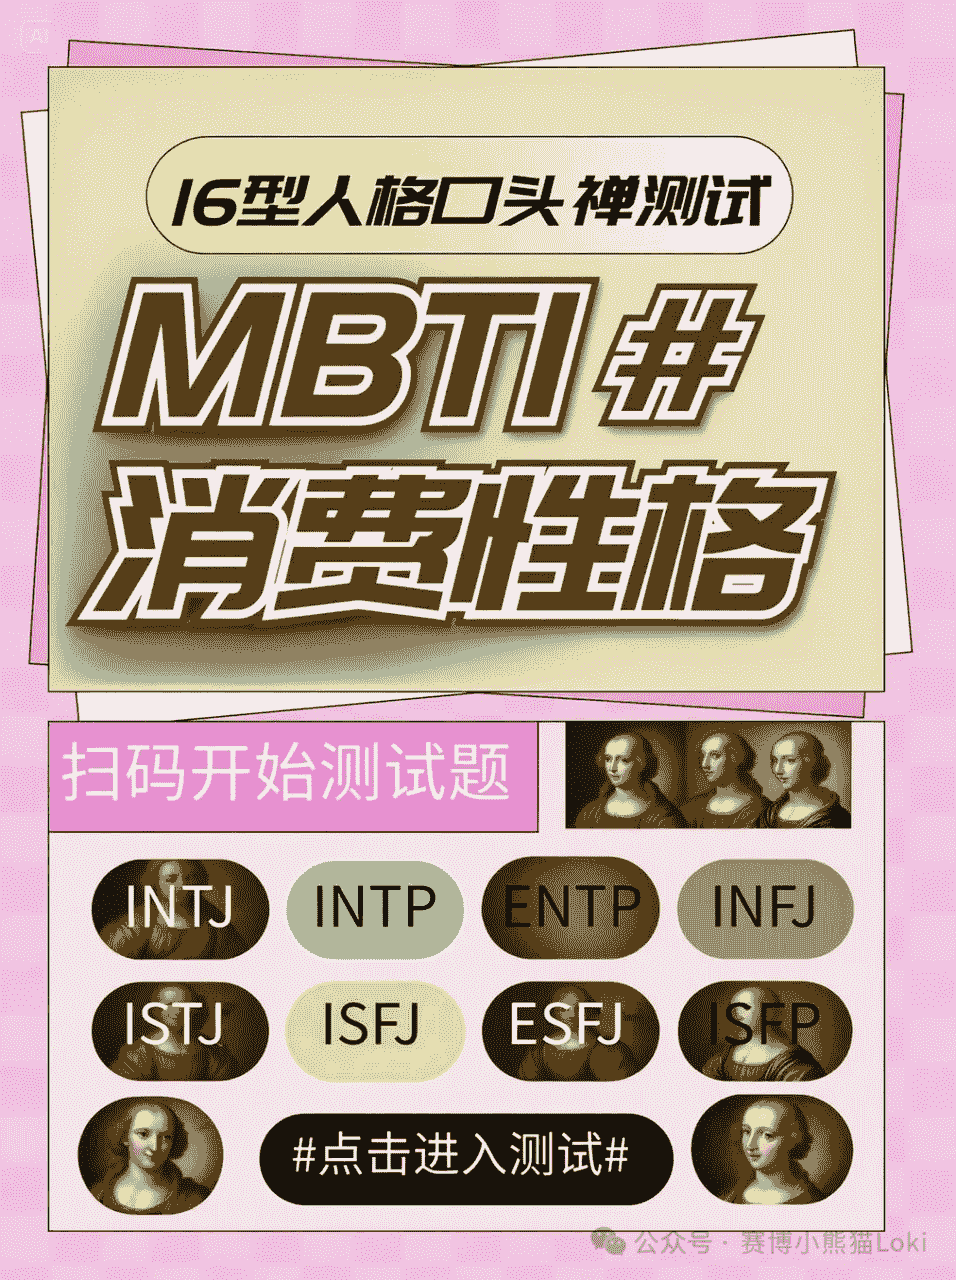 AI
16型人格口头禅测试
MBTI #
消费性格
扫码开始测试题
INTJ INTP ENTP INFJ
ISTJ ISFJ ESFJ ISFP
#点击进入测试#
公众号 · 赛博小熊猫Loki